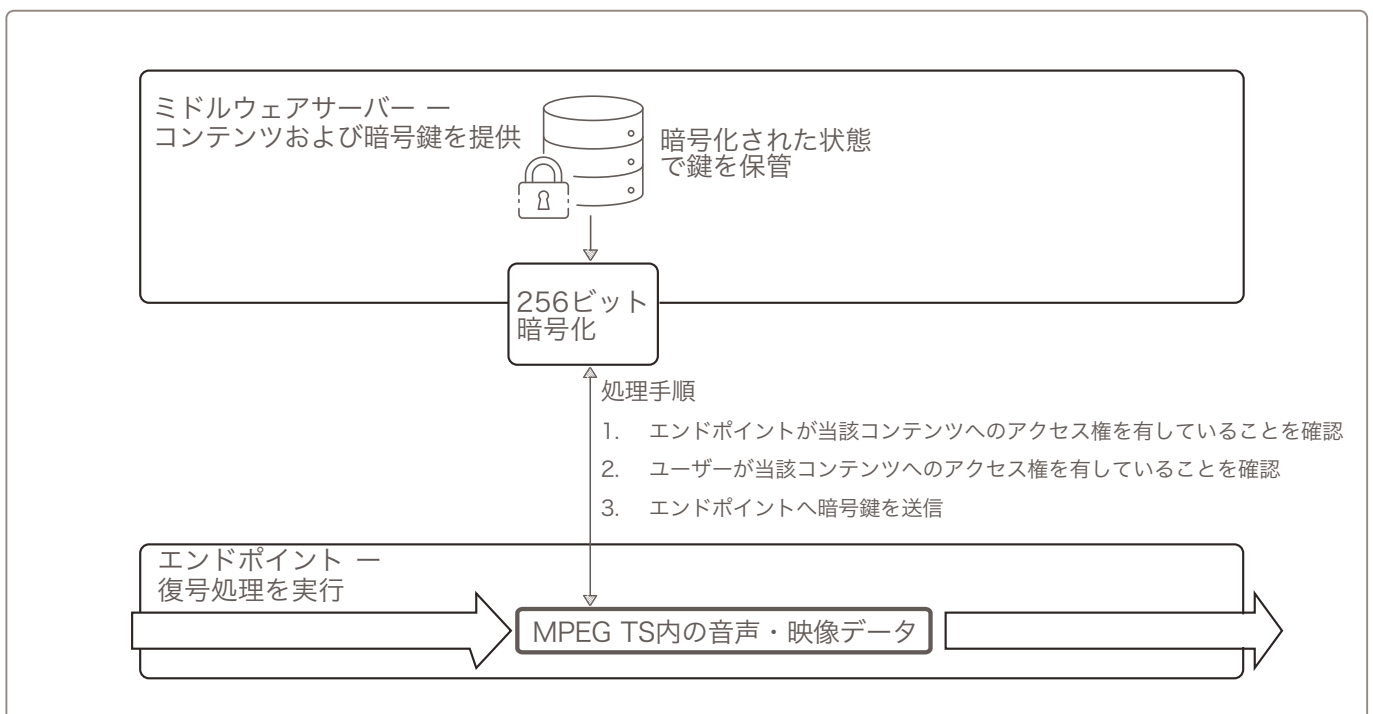 ミドルウェアサーバー ー
コンテンツおよび暗号鍵を提供
暗号化された状態
で鍵を保管
256ビット
暗号化
処理手順
1. エンドポイントが当該コンテンツへのアクセス権を有していることを確認
2. ユーザーが当該コンテンツへのアクセス権を有していることを確認
3. エンドポイントへ暗号鍵を送信
エンドポイント ー
復号処理を実行
MPEG TS内の音声・映像データ